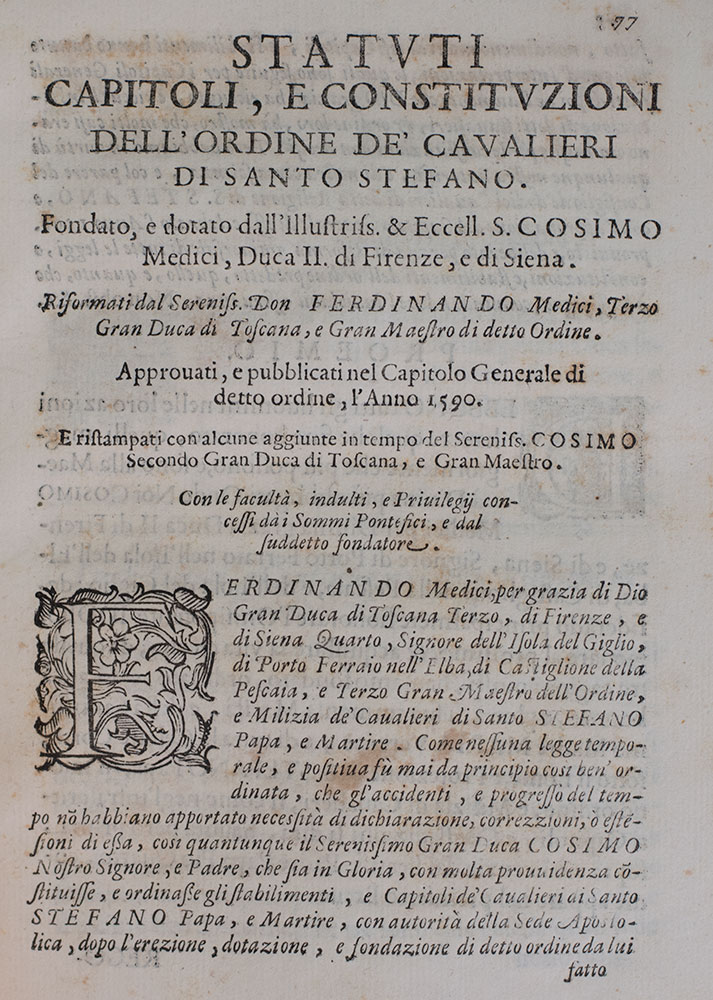 77
STATVTI
CAPITOLI, E CONSTITVZIONI
DELL'ORDINE DE' CAVALIERI
DI SANTO STEFANO.
Fondato, e dotato dall'illuſtriſs. & Eccell. S. COSIMO
Medici, Duca II. di Firenze, e di Siena.
Riformati dal Sereniſs. Don FERDINANDO Medici, Terzo
Gran Duca di Toſcana, e Gran Maeſtro di detto Ordine.
Approuati, e pubblicati nel Capitolo Generale di
detto ordine, l'Anno 1590.
E riſtampati con alcune aggiunte in tempo del Sereniſs. COSIMO
Secondo Gran Duca di Toſcana, e Gran Maeſtro.
Con le facultà, indulti, e Priuilegij con-
ceſſi dà i Sommi Pontefici, e dal
ſuddetto fondatore.
FERDINANDO Medici, per grazia di Dio
Gran Duca di Toſcana Terzo, di Firenze, e
di Siena Quarto, Signore dell'Iſola del Giglio,
di Porto Ferraio nell'Elba, di Caſtiglione della
Peſcaia, e Terzo Gran Maeſtro dell'Ordine,
e Milizia de' Caualieri di Santo STEFANO
Papa, e Martire. Come neſſuna legge tempo-
rale, e poſitiua fù mai da principio cosi ben' or-
dinata, che gl'accidenti, e progreſſo del tem-
po nō habbiano apportato neceſſità di dichiarazione, correzzioni, ò eſtē-
ſioni di eſſa, cosi quantunque il Sereniſſimo Gran Duca COSIMO
Noſtro Signore, e Padre, che ſia in Gloria, con molta prouuidenza cō-
ſtituiſſe, e ordinaſſe gli ſtabilimenti, e Capitoli de' Caualieri di Santo
STEFANO Papa, e Martire, con autorità della Sede Apoſto-
lica, dopo l'erezione, dotazione, e fondazione di detto ordine da lui
fatto